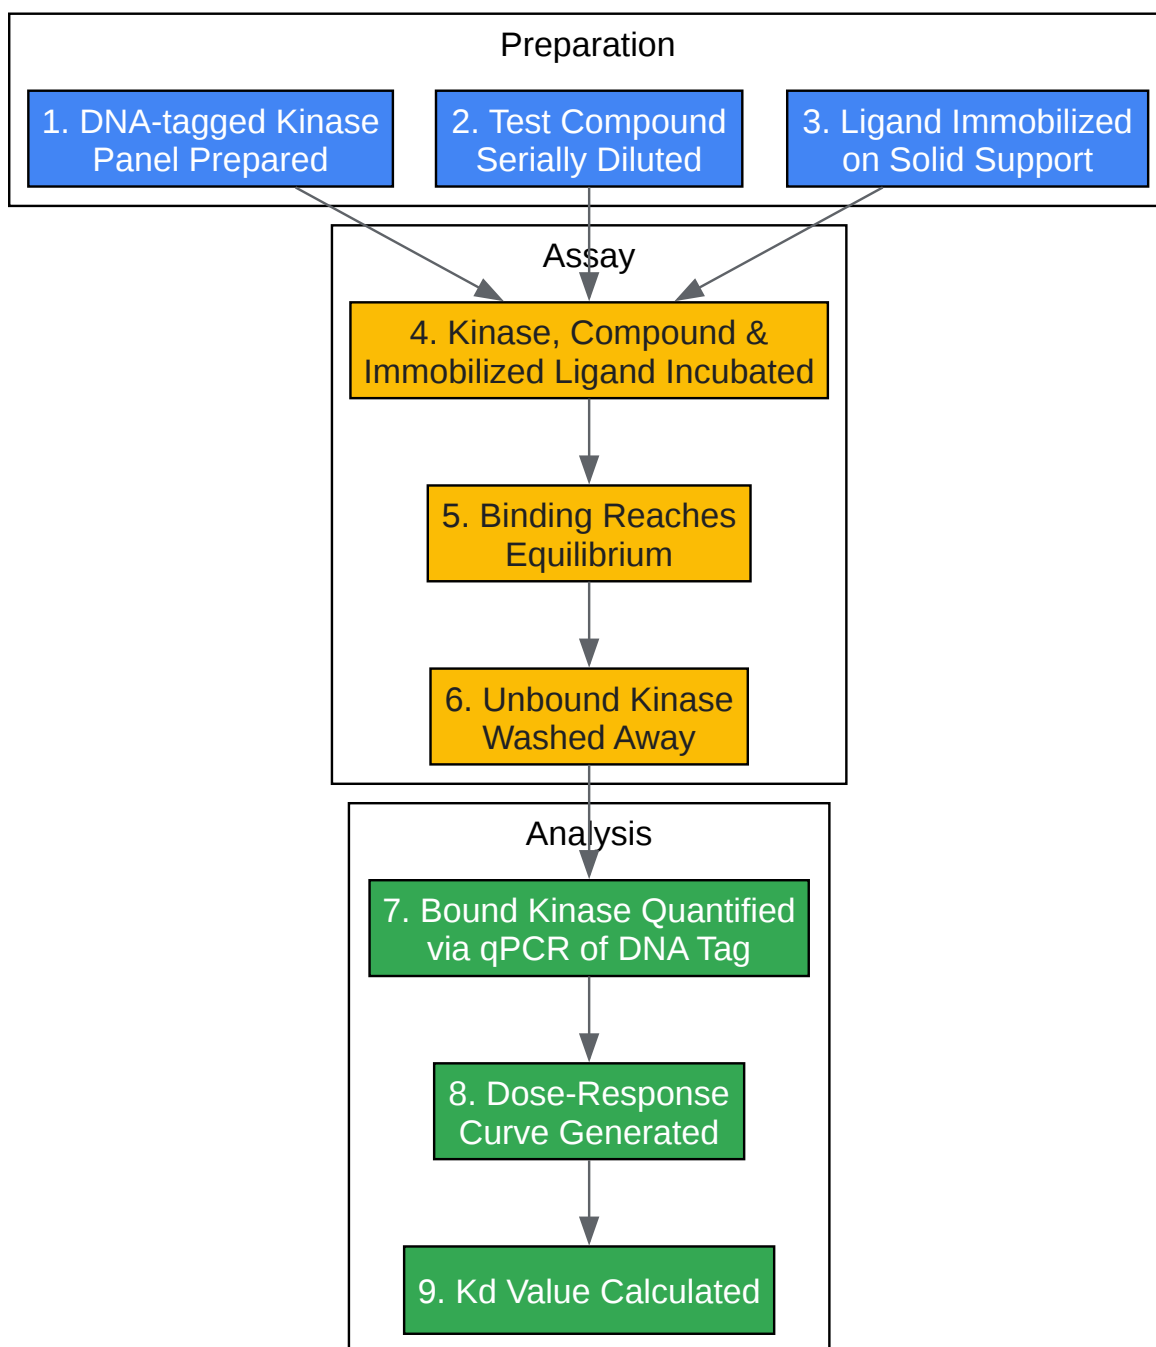 Preparation
1. DNA-tagged Kinase
Panel Prepared
2. Test Compound
Serially Diluted
3. Ligand Immobilized
on Solid Support
Assay
4. Kinase, Compound &
Immobilized Ligand Incubated
5. Binding Reaches
Equilibrium
6. Unbound Kinase
Washed Away
Analysis
7. Bound Kinase Quantified
via qPCR of DNA Tag
8. Dose-Response
Curve Generated
9. Kd Value Calculated